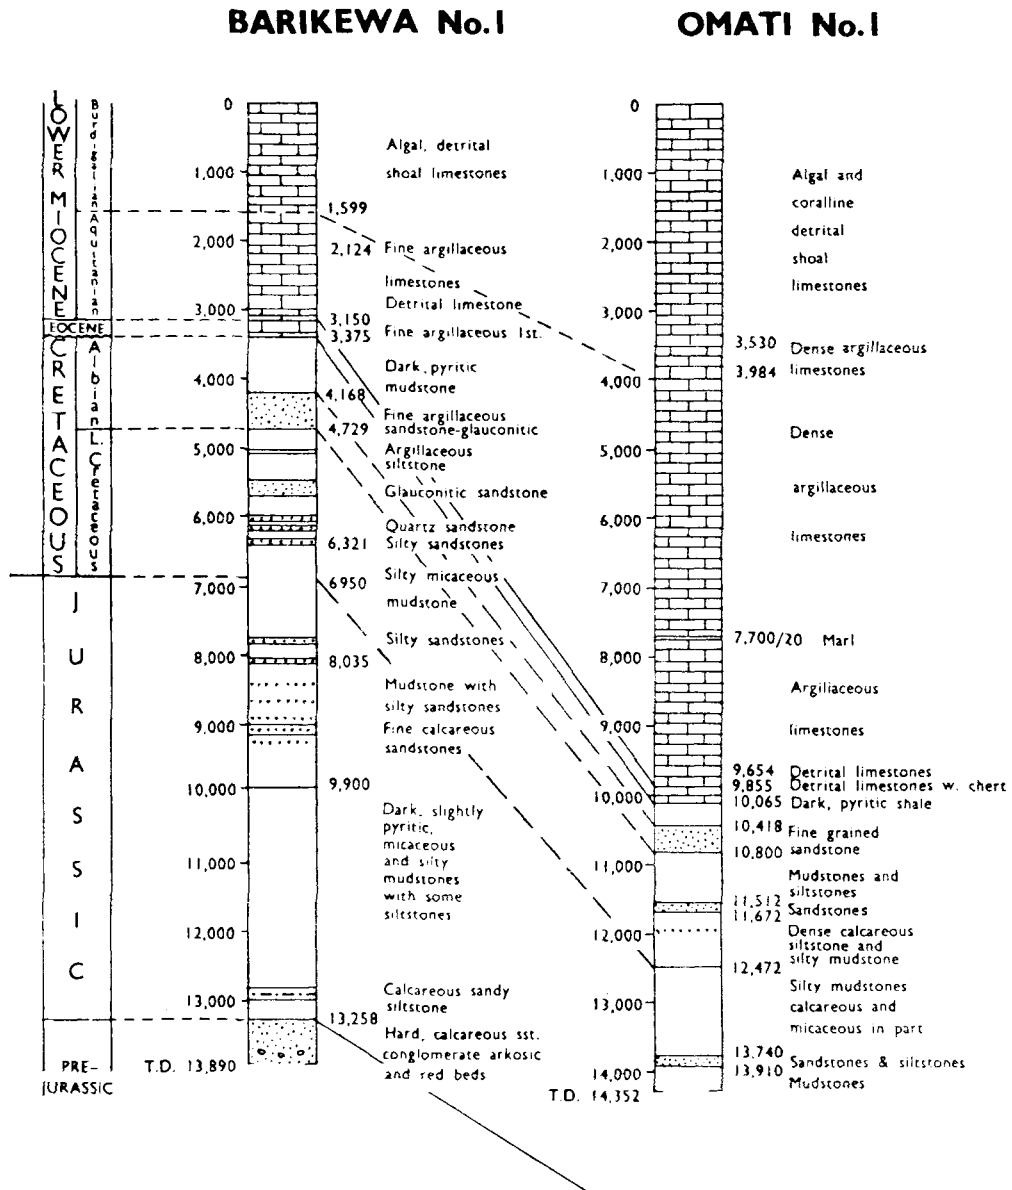 BARIKEWA No.1
OMATI No.1
LOWER MIOCENE
Burdigalian
Aquitanian
EOCENE
CRETACEOUS
Albian
L. Cretaceous
JURASSIC
PRE-
JURASSIC
0
1,000
2,000
3,000
4,000
5,000
6,000
7,000
8,000
9,000
10,000
11,000
12,000
13,000
T.D. 13,890
1,599
2,124
3,150
3,375
4,168
4,729
6,321
6950
8,035
9,900
13,258
Algal, detrital
shoal limestones
Fine argillaceous
limestones
Detrital limestone
Fine argillaceous lst.
Dark, pyritic
mudstone
Fine argillaceous
sandstone-glauconitic
Argillaceous
siltstone
Glauconitic sandstone
Quartz sandstone
Silty sandstones
Silty micaceous
mudstone
Silty sandstones
Mudstone with
silty sandstones
Fine calcareous
sandstones
Dark, slightly
pyritic,
micaceous
and silty
mudstones
with some
siltstones
Calcareous sandy
siltstone
Hard, calcareous sst.
conglomerate arkosic
and red beds
0
1,000
2,000
3,000
4,000
5,000
6,000
7,000
8,000
9,000
10,000
11,000
12,000
13,000
14,000
T.D. 14,352
Algal and
coralline
detrital
shoal
limestones
3,530 Dense argillaceous
3,984 limestones
Dense
argillaceous
limestones
7,700/20 Marl
Argillaceous
limestones
9,654 Detrital limestones
9,855 Detrital limestones w. chert
10,065 Dark, pyritic shale
10,418 Fine grained
10,800 sandstone
Mudstones and
siltstones
11,512
11,672 Sandstones
Dense calcareous
siltstone and
silty mudstone
12,472
Silty mudstones
calcareous and
micaceous in part
13,740 Sandstones & siltstones
13,910 Mudstones